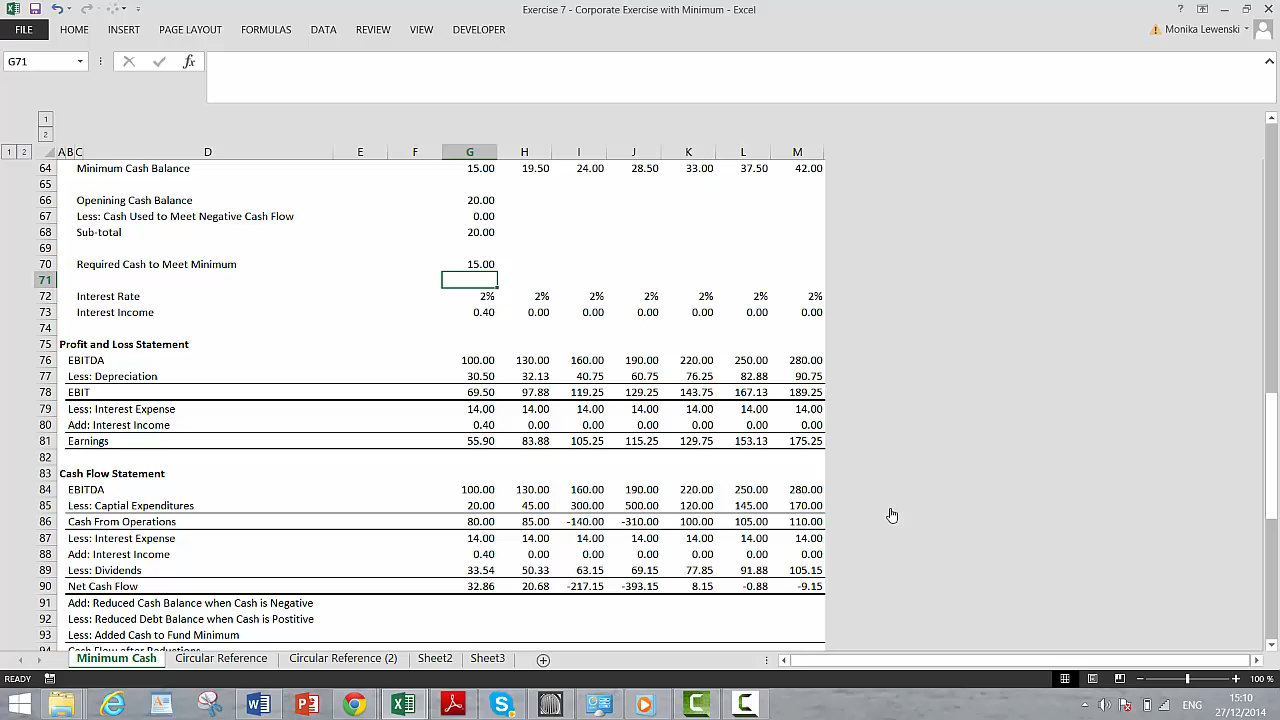 Exercise 7 - Corporate Exercise with Minimum - Excel
FILE HOME INSERT PAGE LAYOUT FORMULAS DATA REVIEW VIEW DEVELOPER Monika Lewenski
G71 fx
1
2
1 2 A B C D E F G H I J K L M
64 Minimum Cash Balance 15.00 19.50 24.00 28.50 33.00 37.50 42.00
65
66 Openining Cash Balance 20.00
67 Less: Cash Used to Meet Negative Cash Flow 0.00
68 Sub-total 20.00
69
70 Required Cash to Meet Minimum 15.00
71
72 Interest Rate 2% 2% 2% 2% 2% 2% 2%
73 Interest Income 0.40 0.00 0.00 0.00 0.00 0.00 0.00
74
75 Profit and Loss Statement
76 EBITDA 100.00 130.00 160.00 190.00 220.00 250.00 280.00
77 Less: Depreciation 30.50 32.13 40.75 60.75 76.25 82.88 90.75
78 EBIT 69.50 97.88 119.25 129.25 143.75 167.13 189.25
79 Less: Interest Expense 14.00 14.00 14.00 14.00 14.00 14.00 14.00
80 Add: Interest Income 0.40 0.00 0.00 0.00 0.00 0.00 0.00
81 Earnings 55.90 83.88 105.25 115.25 129.75 153.13 175.25
82
83 Cash Flow Statement
84 EBITDA 100.00 130.00 160.00 190.00 220.00 250.00 280.00
85 Less: Captial Expenditures 20.00 45.00 300.00 500.00 120.00 145.00 170.00
86 Cash From Operations 80.00 85.00 -140.00 -310.00 100.00 105.00 110.00
87 Less: Interest Expense 14.00 14.00 14.00 14.00 14.00 14.00 14.00
88 Add: Interest Income 0.40 0.00 0.00 0.00 0.00 0.00 0.00
89 Less: Dividends 33.54 50.33 63.15 69.15 77.85 91.88 105.15
90 Net Cash Flow 32.86 20.68 -217.15 -393.15 8.15 -0.88 -9.15
91 Add: Reduced Cash Balance when Cash is Negative
92 Less: Reduced Debt Balance when Cash is Postitive
93 Less: Added Cash to Fund Minimum
94 Cash Flow after Reductions
Minimum Cash Circular Reference Circular Reference (2) Sheet2 Sheet3
READY 100 %
ENG 15:10
27/12/2014